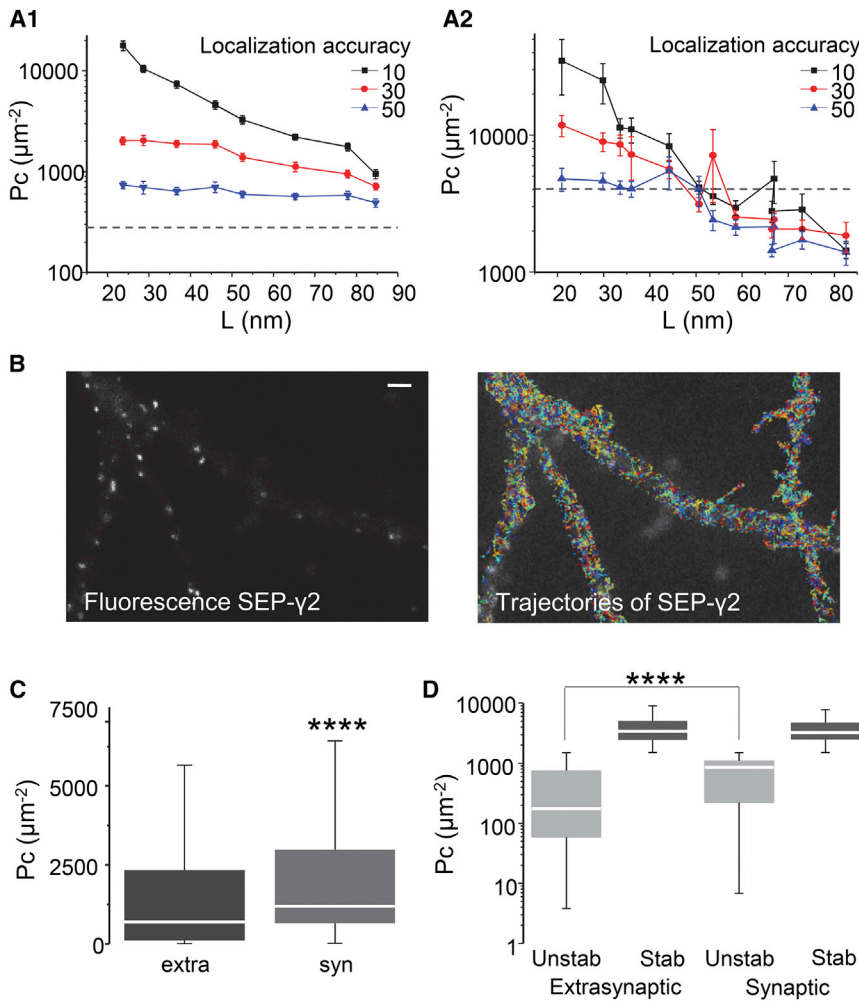 A1
Localization accuracy
10
30
50
Pc (μm⁻²)
10000
1000
100
20 30 40 50 60 70 80 90
L (nm)
A2
Localization accuracy
10
30
50
Pc (μm⁻²)
10000
1000
20 30 40 50 60 70 80
L (nm)
B
Fluorescence SEP-γ2
Trajectories of SEP-γ2
C
Pc (μm⁻²)
7500
5000
2500
0
****
extra syn
D
Pc (μm⁻²)
10000
1000
100
10
1
****
Unstab Stab Unstab Stab
Extrasynaptic Synaptic